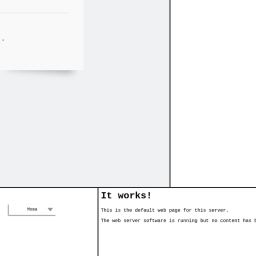 It works!
This is the default web page for this server.
The web server software is running but no content has